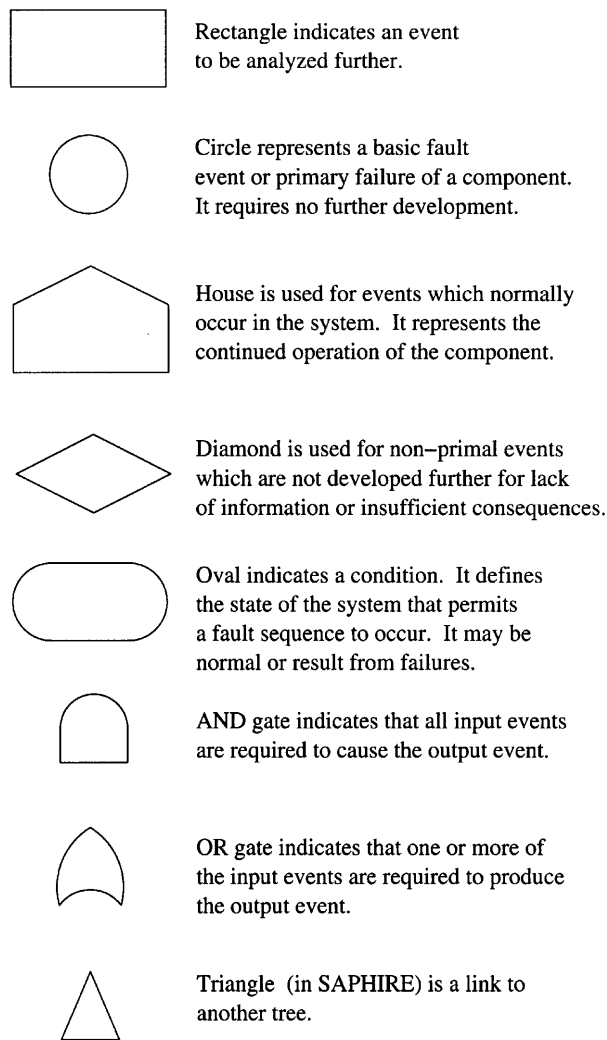 Rectangle indicates an event
to be analyzed further.
Circle represents a basic fault
event or primary failure of a component.
It requires no further development.
House is used for events which normally
occur in the system. It represents the
continued operation of the component.
Diamond is used for non−primal events
which are not developed further for lack
of information or insufficient consequences.
Oval indicates a condition. It defines
the state of the system that permits
a fault sequence to occur. It may be
normal or result from failures.
AND gate indicates that all input events
are required to cause the output event.
OR gate indicates that one or more of
the input events are required to produce
the output event.
Triangle (in SAPHIRE) is a link to
another tree.